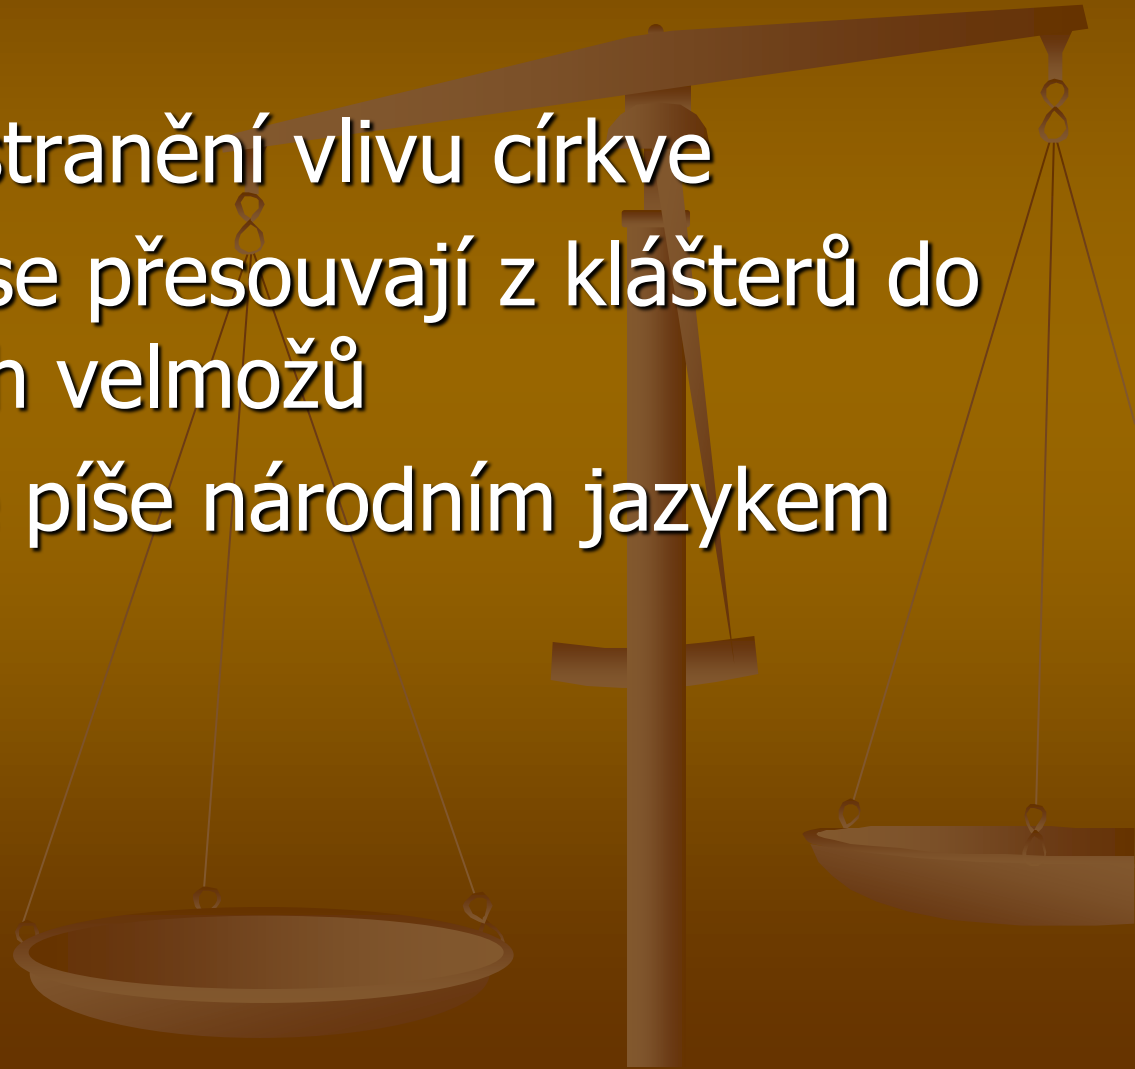 stranění vlivu církve
se přesouvají z klášterů do
velmožů
píše národním jazykem